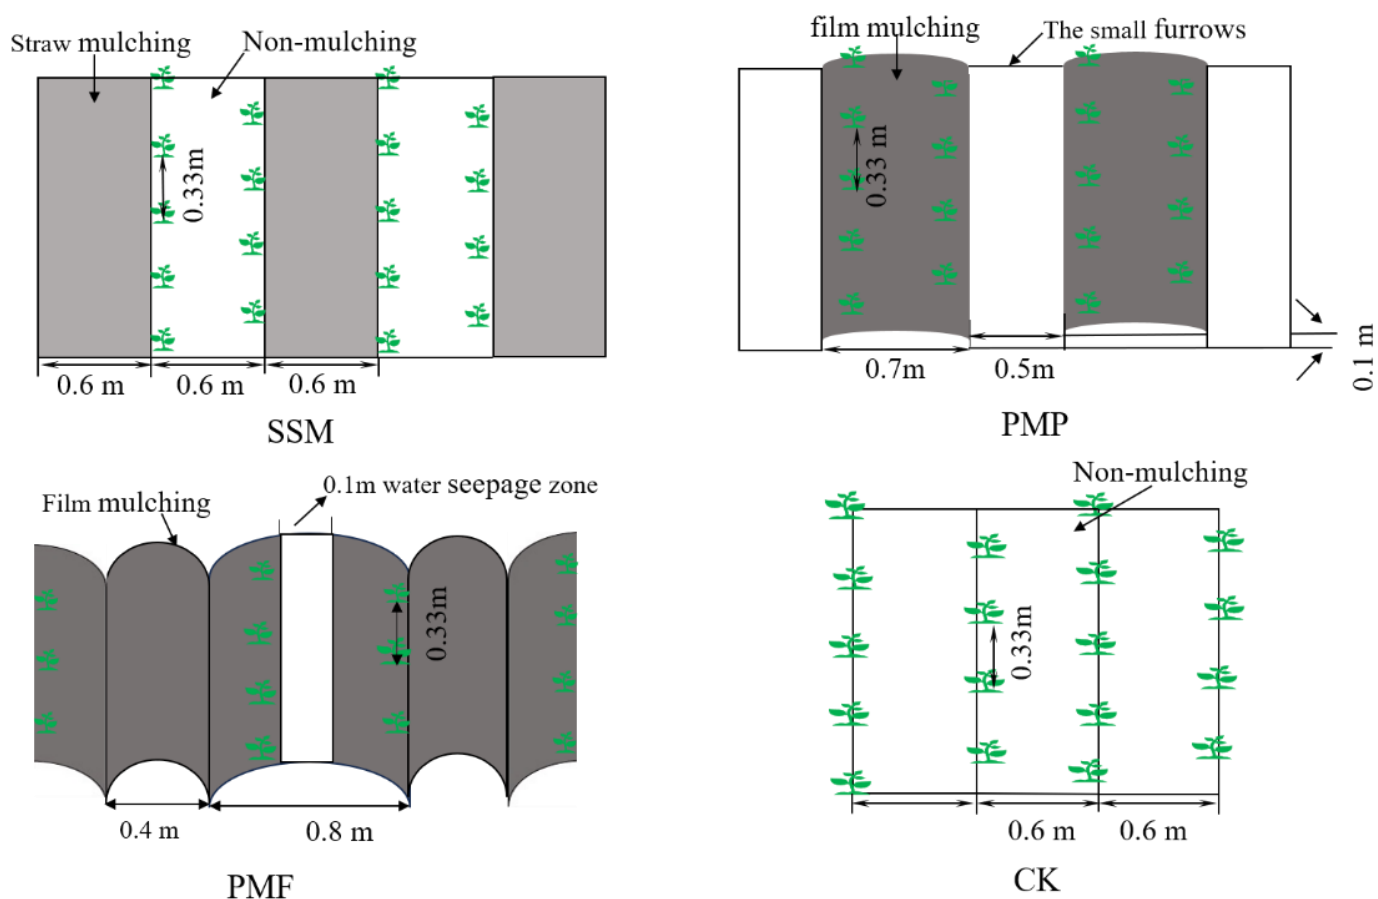 Straw mulching
Non-mulching
0.33m
0.6 m
0.6 m
0.6 m
SSM
film mulching
The small furrows
0.33 m
0.7m
0.5m
0.1 m
PMP
Film mulching
0.1m water seepage zone
0.33m
0.4 m
0.8 m
PMF
Non-mulching
0.33m
0.6 m
0.6 m
CK